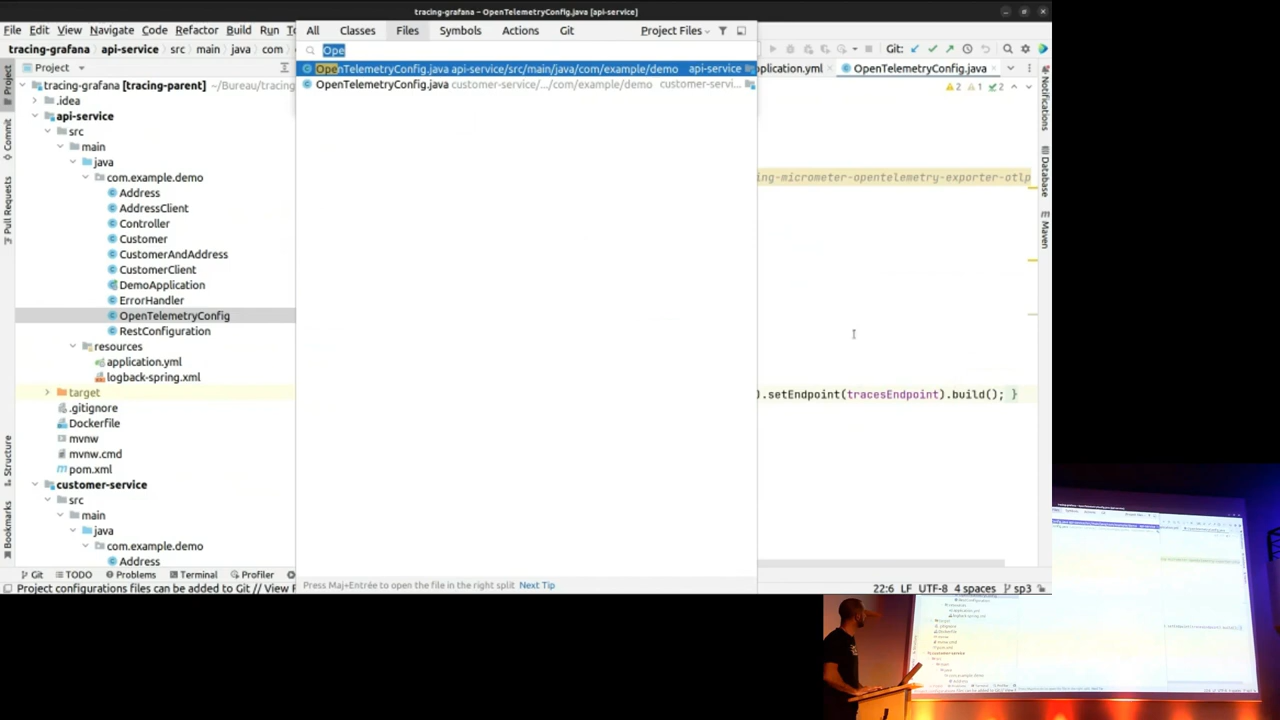 tracing-grafana – OpenTelemetryConfig.java [api-service]
File Edit View Navigate Code Refactor Build Run
All Classes Files Symbols Actions Git Project Files
tracing-grafana api-service src main java com
Ope
Git:
Project
OpenTelemetryConfig.java api-service/src/main/java/com/example/demo api-service
OpenTelemetryConfig.java customer-service/.../com/example/demo customer-servi...
pplication.yml OpenTelemetryConfig.java
2 1 2
tracing-grafana [tracing-parent] ~/Bureau/tracing
.idea
api-service
src
main
java
com.example.demo
Address
AddressClient
Controller
Customer
CustomerAndAddress
CustomerClient
DemoApplication
ErrorHandler
OpenTelemetryConfig
RestConfiguration
resources
application.yml
logback-spring.xml
target
.gitignore
Dockerfile
mvnw
mvnw.cmd
pom.xml
customer-service
src
main
java
com.example.demo
Address
ing-micrometer-opentelemetry-exporter-otlp
).setEndpoint(tracesEndpoint).build(); }
Project
Commit
Pull Requests
Structure
Bookmarks
Notifications
Database
Maven
Press Maj+Entrée to open the file in the right split Next Tip
Git TODO Problems Terminal Profiler
Project configurations files can be added to Git // View F
22:6 LF UTF-8 4 spaces sp3